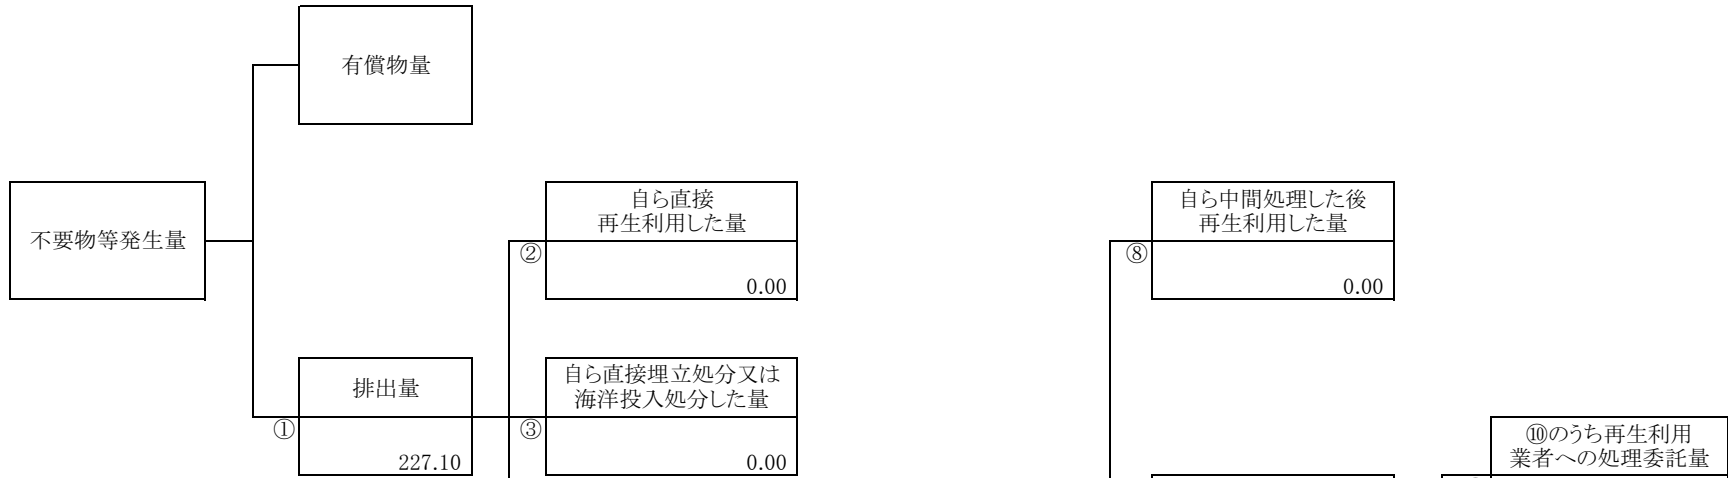 有償物量
不要物等発生量
自ら直接
再生利用した量
②
0.00
自ら中間処理した後
再生利用した量
⑧
0.00
排出量
①
227.10
自ら直接埋立処分又は
海洋投入処分した量
③
0.00
⑩のうち再生利用
業者への処理委託量